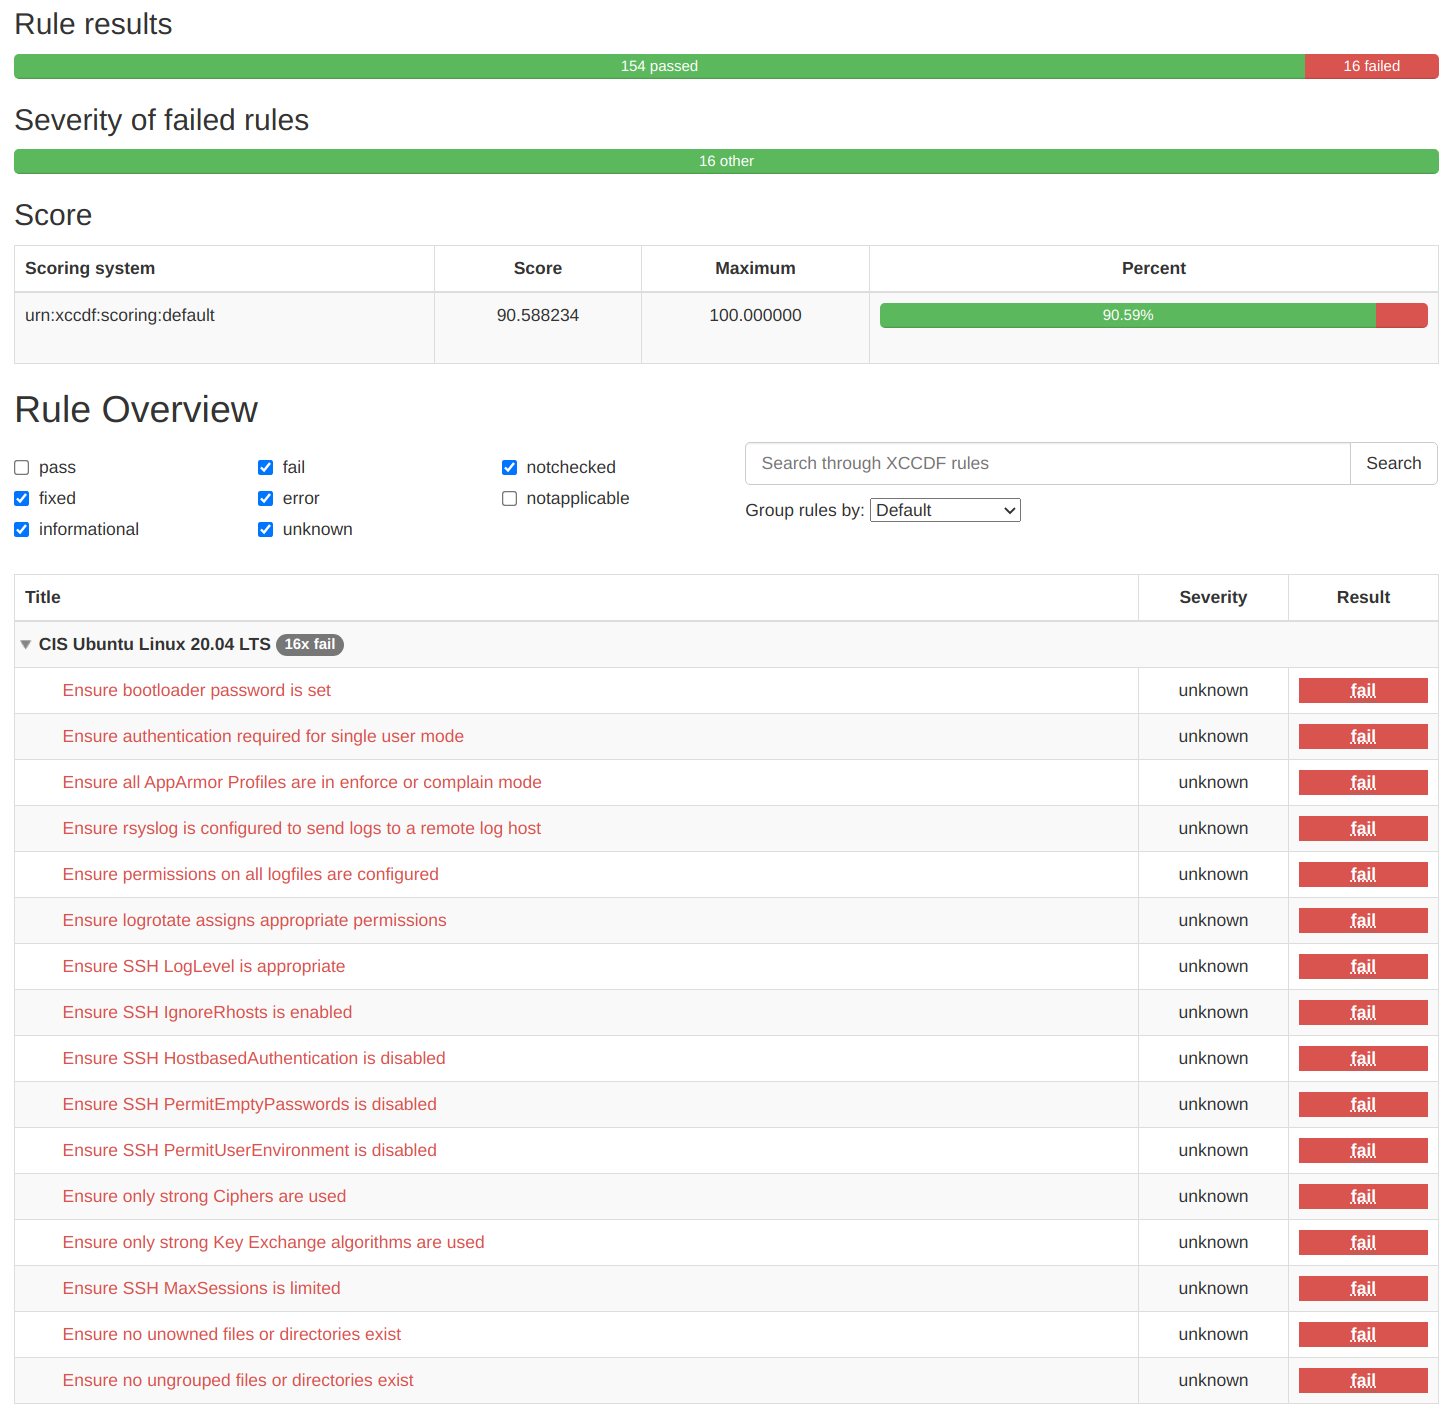 Rule results
154 passed 16 failed
Severity of failed rules
16 other
Score
Scoring system Score Maximum Percent
urn:xccdf:scoring:default 90.588234 100.000000 90.59%
Rule Overview
pass fail notchecked
fixed error notapplicable
informational unknown
Search through XCCDF rules Search
Group rules by: Default
Title Severity Result
CIS Ubuntu Linux 20.04 LTS 16x fail
Ensure bootloader password is set unknown fail
Ensure authentication required for single user mode unknown fail
Ensure all AppArmor Profiles are in enforce or complain mode unknown fail
Ensure rsyslog is configured to send logs to a remote log host unknown fail
Ensure permissions on all logfiles are configured unknown fail
Ensure logrotate assigns appropriate permissions unknown fail
Ensure SSH LogLevel is appropriate unknown fail
Ensure SSH IgnoreRhosts is enabled unknown fail
Ensure SSH HostbasedAuthentication is disabled unknown fail
Ensure SSH PermitEmptyPasswords is disabled unknown fail
Ensure SSH PermitUserEnvironment is disabled unknown fail
Ensure only strong Ciphers are used unknown fail
Ensure only strong Key Exchange algorithms are used unknown fail
Ensure SSH MaxSessions is limited unknown fail
Ensure no unowned files or directories exist unknown fail
Ensure no ungrouped files or directories exist unknown fail